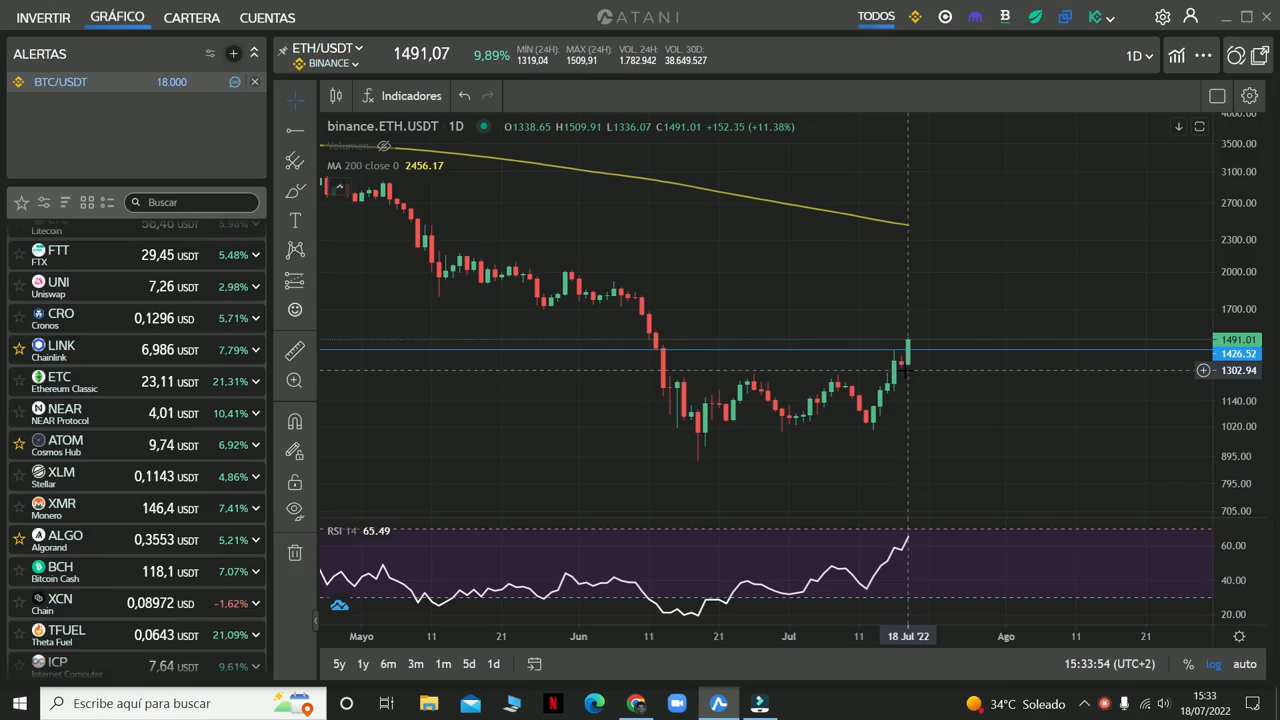 INVERTIR GRÁFICO CARTERA CUENTAS ATANI TODOS
ALERTAS
BTC/USDT 18.000
ETH/USDT
BINANCE
1491,07 9,89%
MÍN (24H): 1319,04
MÁX (24H): 1509,91
VOL. 24H: 1.782.942
VOL. 30D: 38.649.527
1D
Indicadores
binance.ETH.USDT · 1D O1338.65 H1509.91 L1336.07 C1491.01 +152.35 (+11.38%)
Volumen
MA 200 close 0 2456.17
Buscar
Litecoin 58,46 USDT 5,98%
FTT 29,45 USDT 5,48%
FTX
UNI 7,26 USDT 2,98%
Uniswap
CRO 0,1296 USD 5,71%
Cronos
LINK 6,986 USDT 7,79%
Chainlink
ETC 23,11 USDT 21,31%
Ethereum Classic
NEAR 4,01 USDT 10,41%
NEAR Protocol
ATOM 9,74 USDT 6,92%
Cosmos Hub
XLM 0,1143 USDT 4,86%
Stellar
XMR 146,4 USDT 7,41%
Monero
ALGO 0,3553 USDT 5,21%
Algorand
BCH 118,1 USDT 7,07%
Bitcoin Cash
XCN 0,08972 USD -1,62%
Chain
TFUEL 0,0643 USDT 21,09%
Theta Fuel
ICP 7,64 USDT 9,61%
Internet Computer
4000.00
3500.00
3100.00
2700.00
2300.00
2000.00
1700.00
1491.01
1426.52
1302.94
1140.00
1020.00
895.00
795.00
705.00
RSI 14 65.49
60.00
40.00
20.00
Mayo 11 21 Jun 11 21 Jul 11 18 Jul '22 Ago 11 21
5y 1y 6m 3m 1m 5d 1d 15:33:54 (UTC+2) % log auto
Escribe aquí para buscar 34°C Soleado 15:33
18/07/2022